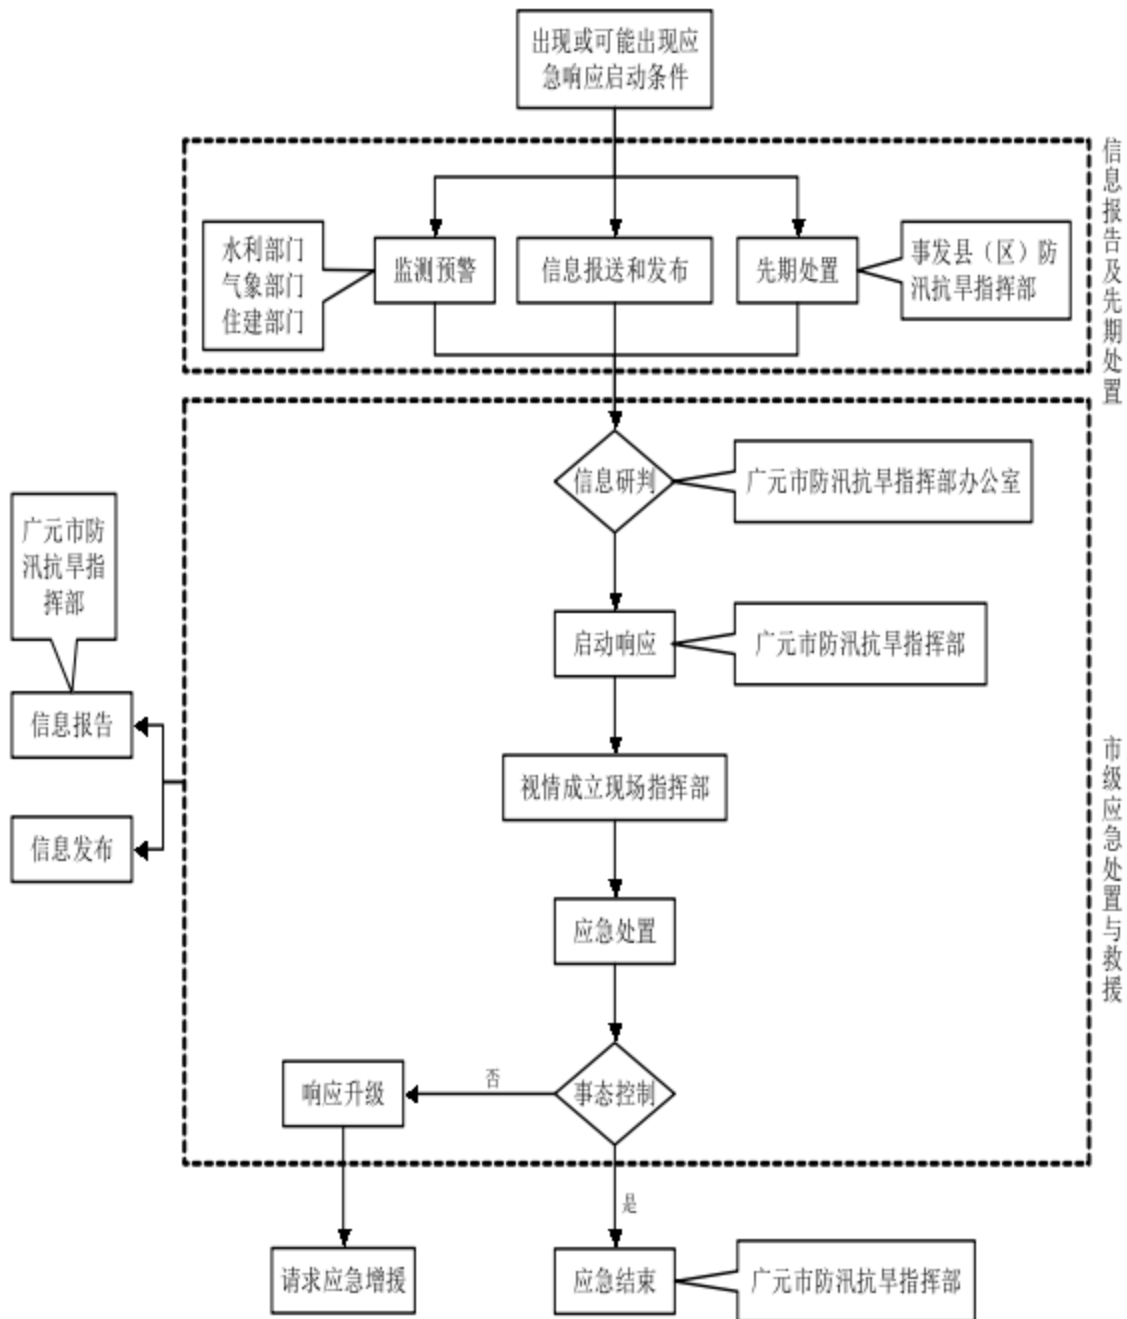 出现或可能出现应
急响应启动条件
信息报告及先期处置
水利部门
气象部门
住建部门
监测预警
信息报送和发布
先期处置
事发县（区）防
汛抗旱指挥部
信息研判
广元市防汛抗旱指挥部办公室
广元市防
汛抗旱指
挥部
启动响应
广元市防汛抗旱指挥部
信息报告
视情成立现场指挥部
市级应急处置与救援
信息发布
应急处置
响应升级
否
事态控制
是
请求应急增援
应急结束
广元市防汛抗旱指挥部